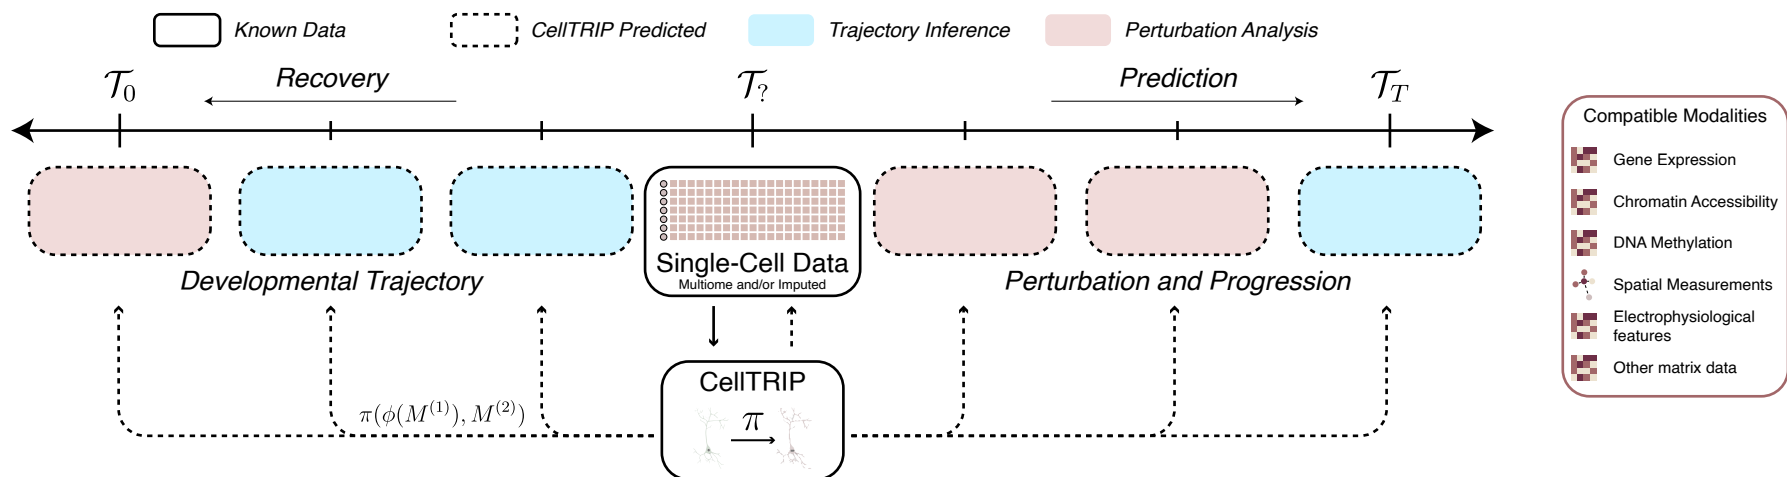 Known Data
CellTRIP Predicted
Trajectory Inference
Perturbation Analysis
𝒯₀
Recovery
𝒯?
Prediction
𝒯_T
Single-Cell Data
Multiome and/or Imputed
Developmental Trajectory
Perturbation and Progression
CellTRIP
π
π(ϕ(M⁽¹⁾), M⁽²⁾)
Compatible Modalities
Gene Expression
Chromatin Accessibility
DNA Methylation
Spatial Measurements
Electrophysiological
features
Other matrix data